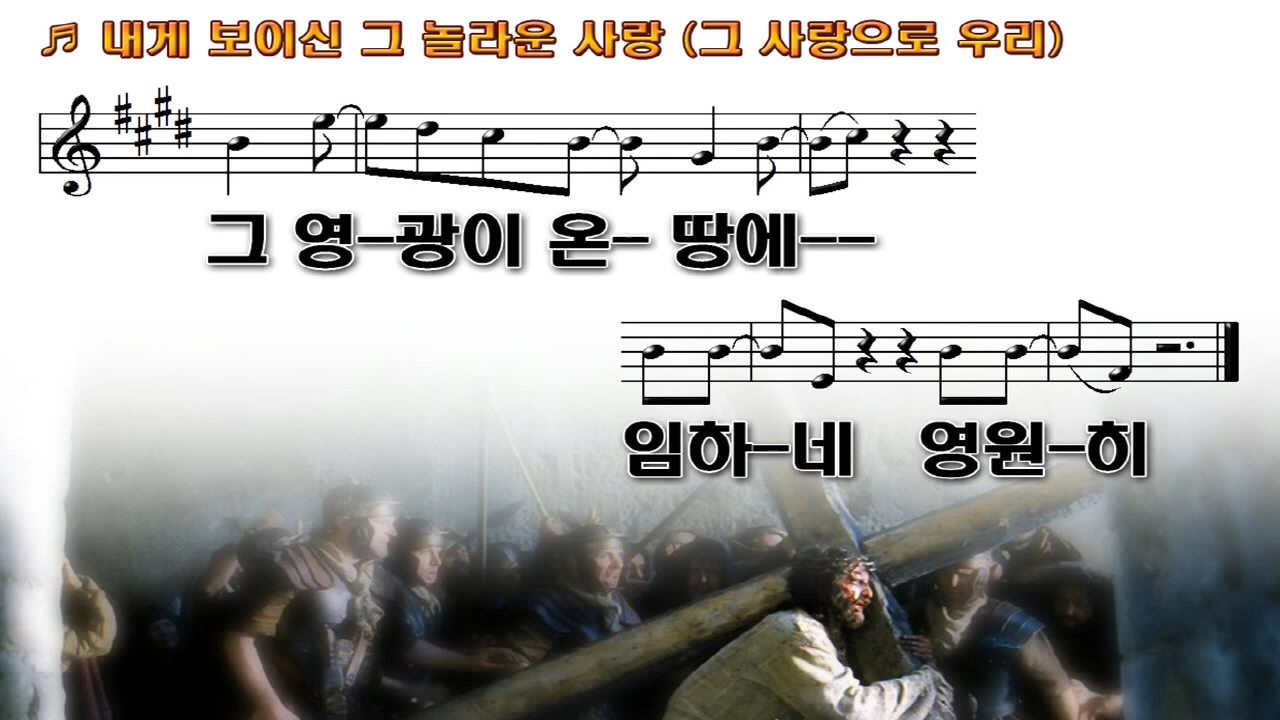 ♬ 내게 보이신 그 놀라운 사랑 (그 사랑으로 우리)
그 영-광이 온- 땅에--
임하-네 영원-히